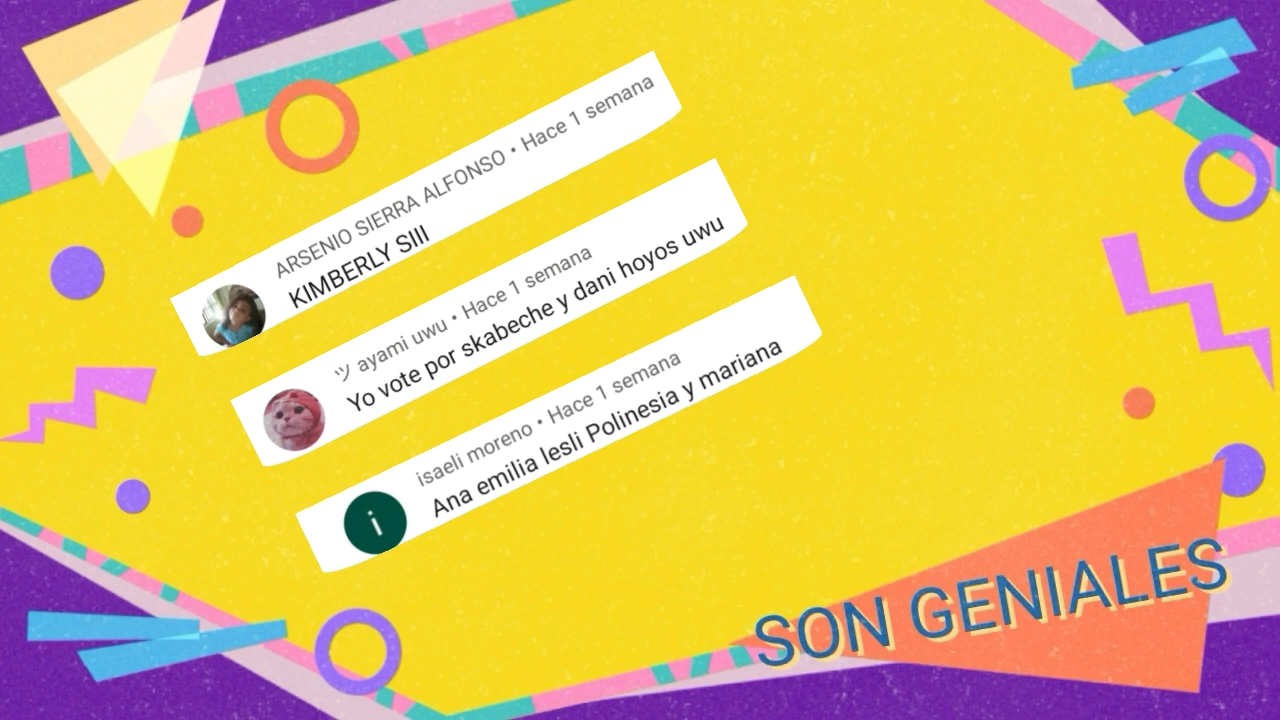 ARSENIO SIERRA ALFONSO • Hace 1 semana
KIMBERLY SIII
ツ ayami uwu • Hace 1 semana
Yo vote por skabeche y dani hoyos uwu
isaeli moreno • Hace 1 semana
Ana emilia lesli Polinesia y mariana
i
SON GENIALES